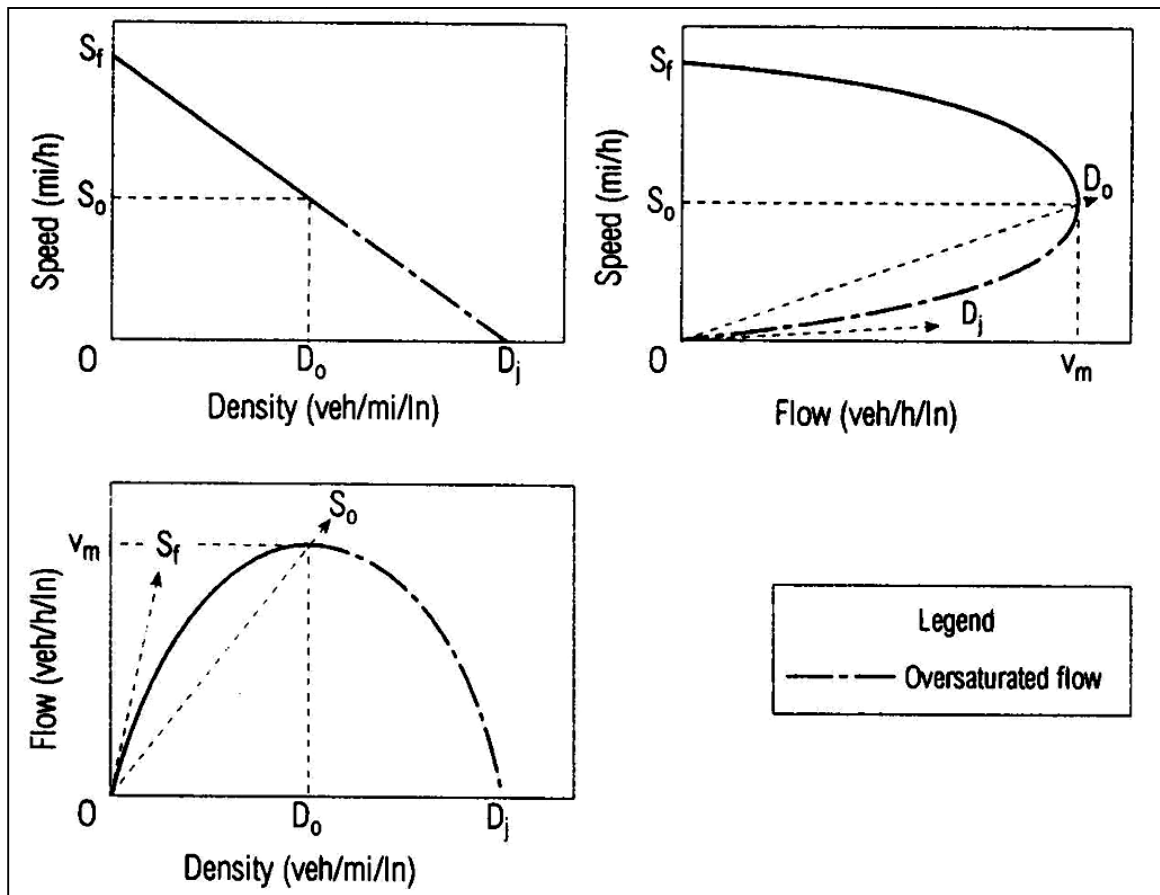 Sf
So
O
Do
Dj
Speed (mi/h)
Density (veh/mi/ln)
Sf
So
O
Do
Dj
vm
Speed (mi/h)
Flow (veh/h/ln)
vm
Sf
So
O
Do
Dj
Flow (veh/h/ln)
Density (veh/mi/ln)
Legend
Oversaturated flow